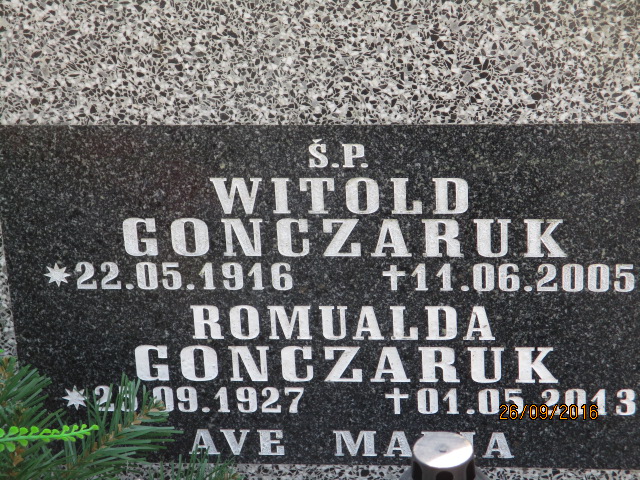 Ś.P.
WITOLD
GONCZARUK
22.05.1916 †11.06.2005
ROMUALDA
GONCZARUK
.09.1927 †01.05.2013
AVE
26/09/2016